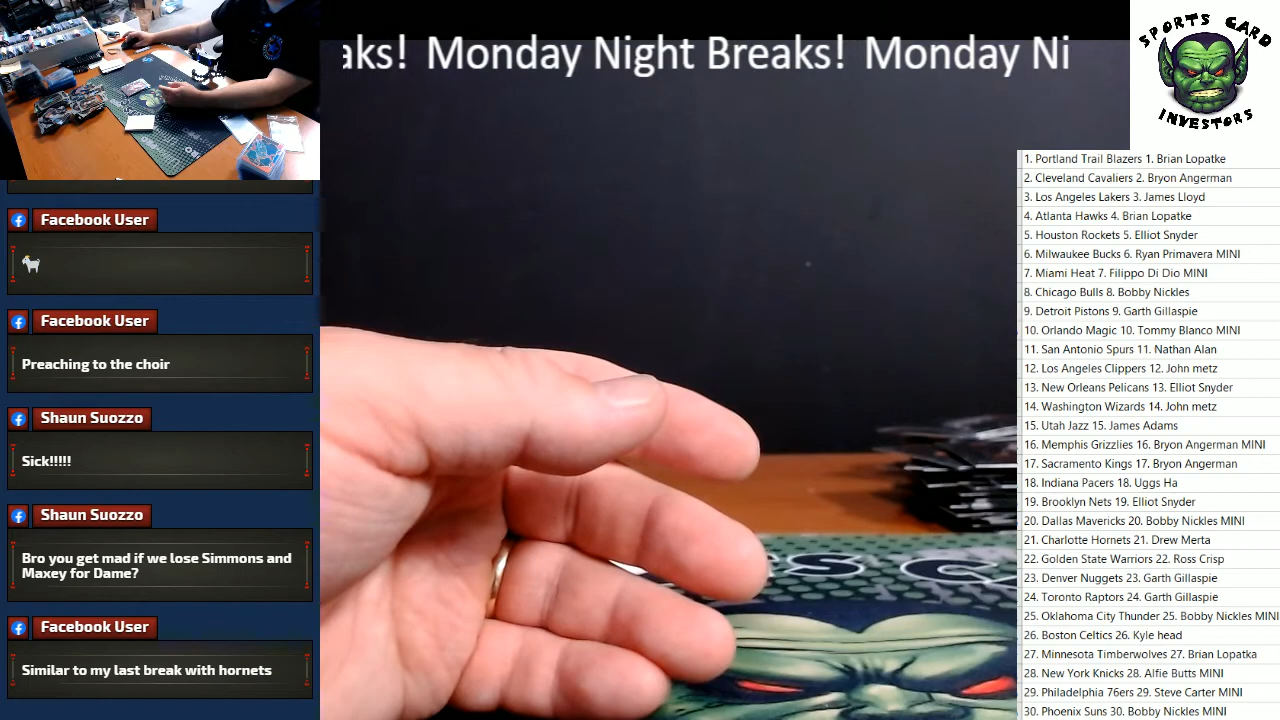 aks! Monday Night Breaks! Monday Ni
SPORTS CARD
INVESTORS
Facebook User
🐐
Facebook User
Preaching to the choir
Shaun Suozzo
Sick!!!!!
Shaun Suozzo
Bro you get mad if we lose Simmons and
Maxey for Dame?
Facebook User
Similar to my last break with hornets
1. Portland Trail Blazers 1. Brian Lopatke
2. Cleveland Cavaliers 2. Bryon Angerman
3. Los Angeles Lakers 3. James Lloyd
4. Atlanta Hawks 4. Brian Lopatke
5. Houston Rockets 5. Elliot Snyder
6. Milwaukee Bucks 6. Ryan Primavera MINI
7. Miami Heat 7. Filippo Di Dio MINI
8. Chicago Bulls 8. Bobby Nickles
9. Detroit Pistons 9. Garth Gillaspie
10. Orlando Magic 10. Tommy Blanco MINI
11. San Antonio Spurs 11. Nathan Alan
12. Los Angeles Clippers 12. John metz
13. New Orleans Pelicans 13. Elliot Snyder
14. Washington Wizards 14. John metz
15. Utah Jazz 15. James Adams
16. Memphis Grizzlies 16. Bryon Angerman MINI
17. Sacramento Kings 17. Bryon Angerman
18. Indiana Pacers 18. Uggs Ha
19. Brooklyn Nets 19. Elliot Snyder
20. Dallas Mavericks 20. Bobby Nickles MINI
21. Charlotte Hornets 21. Drew Merta
22. Golden State Warriors 22. Ross Crisp
23. Denver Nuggets 23. Garth Gillaspie
24. Toronto Raptors 24. Garth Gillaspie
25. Oklahoma City Thunder 25. Bobby Nickles MINI
26. Boston Celtics 26. Kyle head
27. Minnesota Timberwolves 27. Brian Lopatka
28. New York Knicks 28. Alfie Butts MINI
29. Philadelphia 76ers 29. Steve Carter MINI
30. Phoenix Suns 30. Bobby Nickles MINI